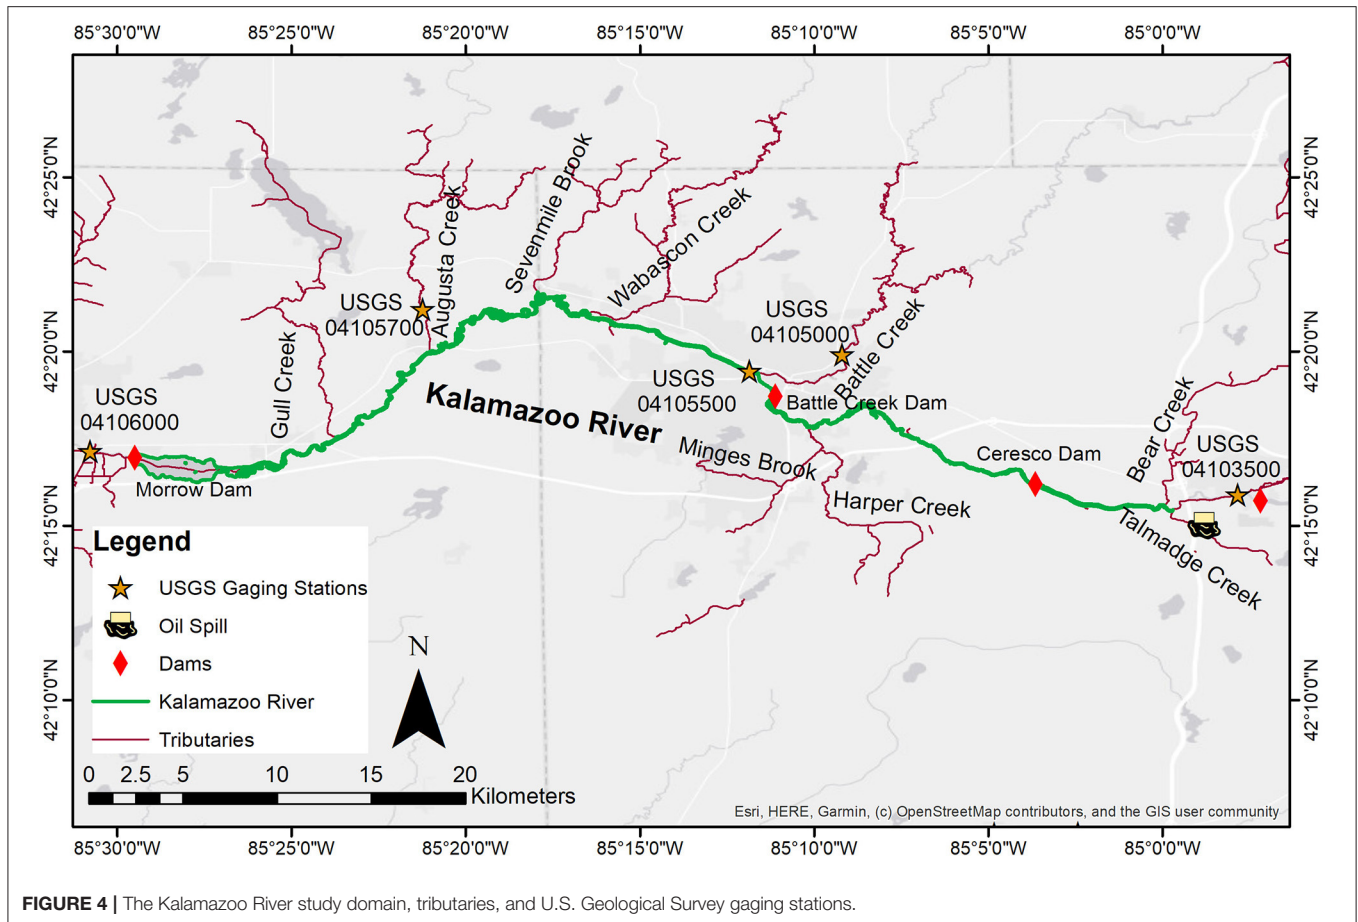 85°30'0"W 85°25'0"W 85°20'0"W 85°15'0"W 85°10'0"W 85°5'0"W 85°0'0"W
42°25'0"N
42°25'0"N
42°20'0"N
42°20'0"N
42°15'0"N
42°15'0"N
42°10'0"N
42°10'0"N
Sevenmile Brook
Augusta Creek
Wabascon Creek
USGS
04105700
USGS
04105000
Battle Creek
Gull Creek
USGS
04105500
Battle Creek Dam
Kalamazoo River
USGS
04106000
Morrow Dam
Minges Brook
Harper Creek
Ceresco Dam
Bear Creek
USGS
04103500
Talmadge Creek
Legend
USGS Gaging Stations
Oil Spill
Dams
Kalamazoo River
Tributaries
N
0 2.5 5 10 15 20
Kilometers
Esri, HERE, Garmin, (c) OpenStreetMap contributors, and the GIS user community
85°30'0"W 85°25'0"W 85°20'0"W 85°15'0"W 85°10'0"W 85°5'0"W 85°0'0"W
FIGURE 4 | The Kalamazoo River study domain, tributaries, and U.S. Geological Survey gaging stations.